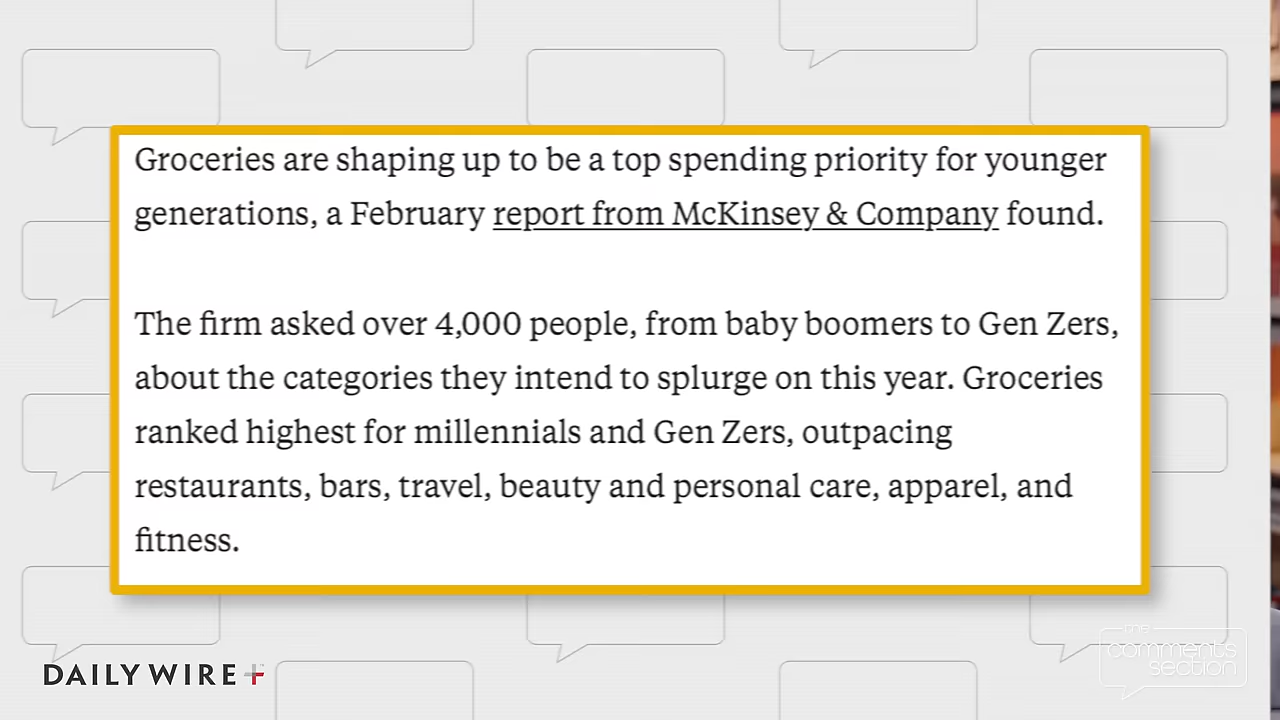 Groceries are shaping up to be a top spending priority for younger
generations, a February report from McKinsey & Company found.
The firm asked over 4,000 people, from baby boomers to Gen Zers,
about the categories they intend to splurge on this year. Groceries
ranked highest for millennials and Gen Zers, outpacing
restaurants, bars, travel, beauty and personal care, apparel, and
fitness.
DAILY WIRE +
the
comments
section